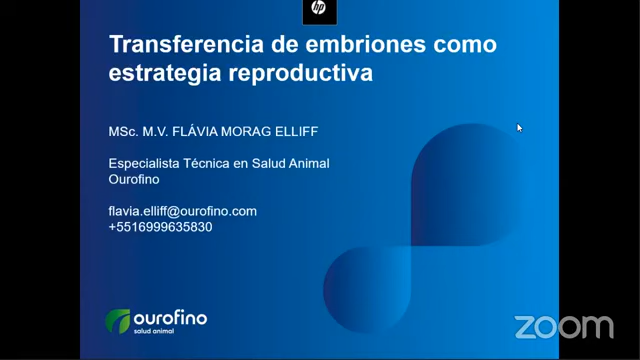 hp
Transferencia de embriones como
estrategia reproductiva
MSc. M.V. FLÁVIA MORAG ELLIFF
Especialista Técnica en Salud Animal
Ourofino
flavia.elliff@ourofino.com
+5516999635830
ourofino
salud animal
zoom